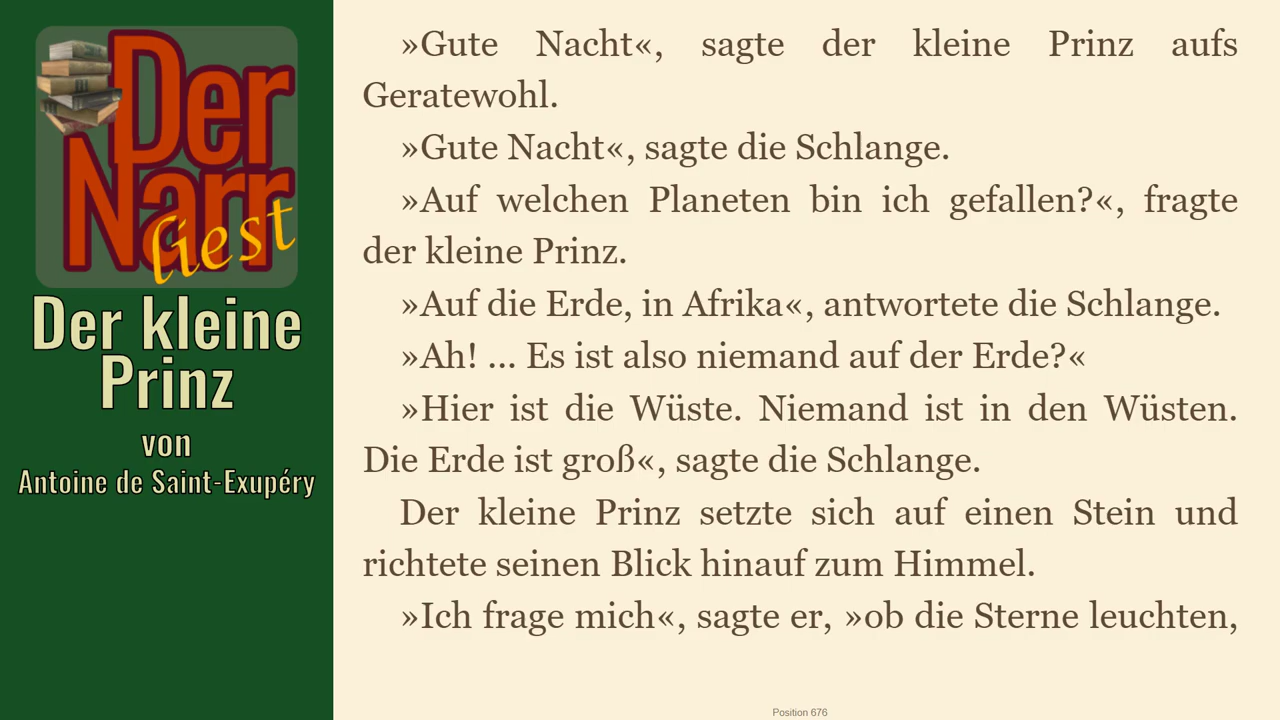 Der
Narr
liest
Der kleine
Prinz
von
Antoine de Saint-Exupéry
»Gute Nacht«, sagte der kleine Prinz aufs
Geratewohl.
»Gute Nacht«, sagte die Schlange.
»Auf welchen Planeten bin ich gefallen?«, fragte
der kleine Prinz.
»Auf die Erde, in Afrika«, antwortete die Schlange.
»Ah! ... Es ist also niemand auf der Erde?«
»Hier ist die Wüste. Niemand ist in den Wüsten.
Die Erde ist groß«, sagte die Schlange.
Der kleine Prinz setzte sich auf einen Stein und
richtete seinen Blick hinauf zum Himmel.
»Ich frage mich«, sagte er, »ob die Sterne leuchten,
Position 676